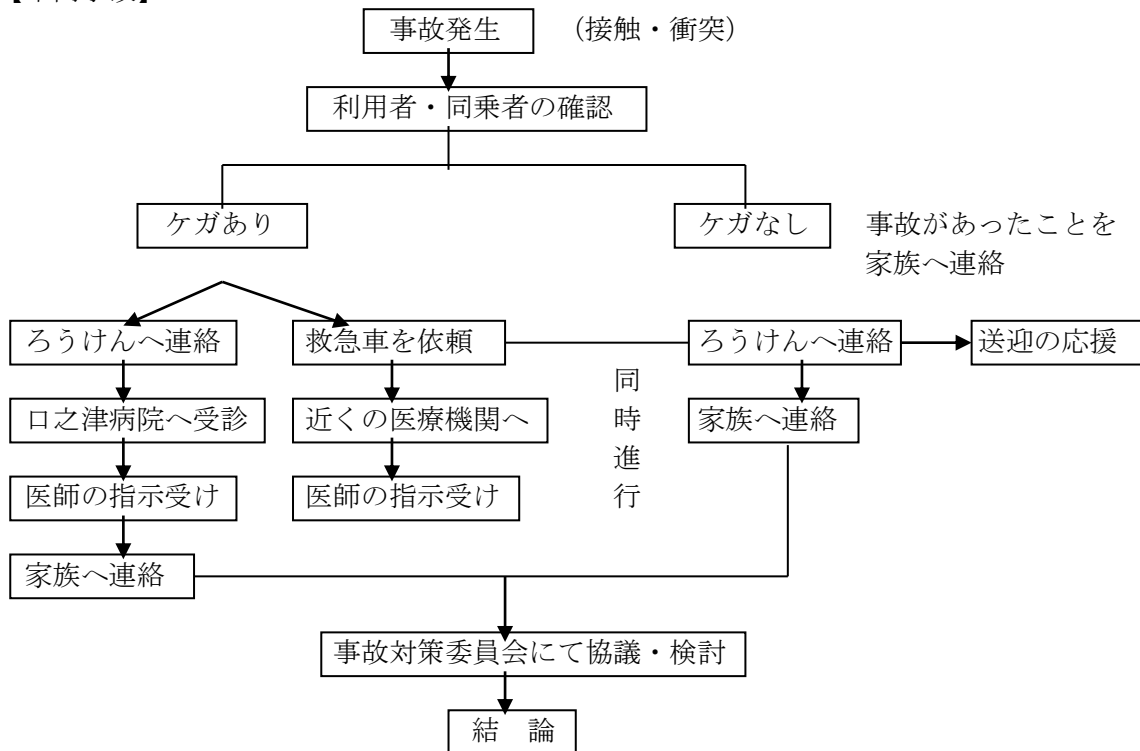 事故発生 (接触・衝突)
利用者・同乗者の確認
ケガあり
ケガなし
事故があったことを
家族へ連絡
ろうけんへ連絡
救急車を依頼
ろうけんへ連絡
送迎の応援
同時進行
口之津病院へ受診
近くの医療機関へ
家族へ連絡
医師の指示受け
医師の指示受け
家族へ連絡
事故対策委員会にて協議・検討
結 論